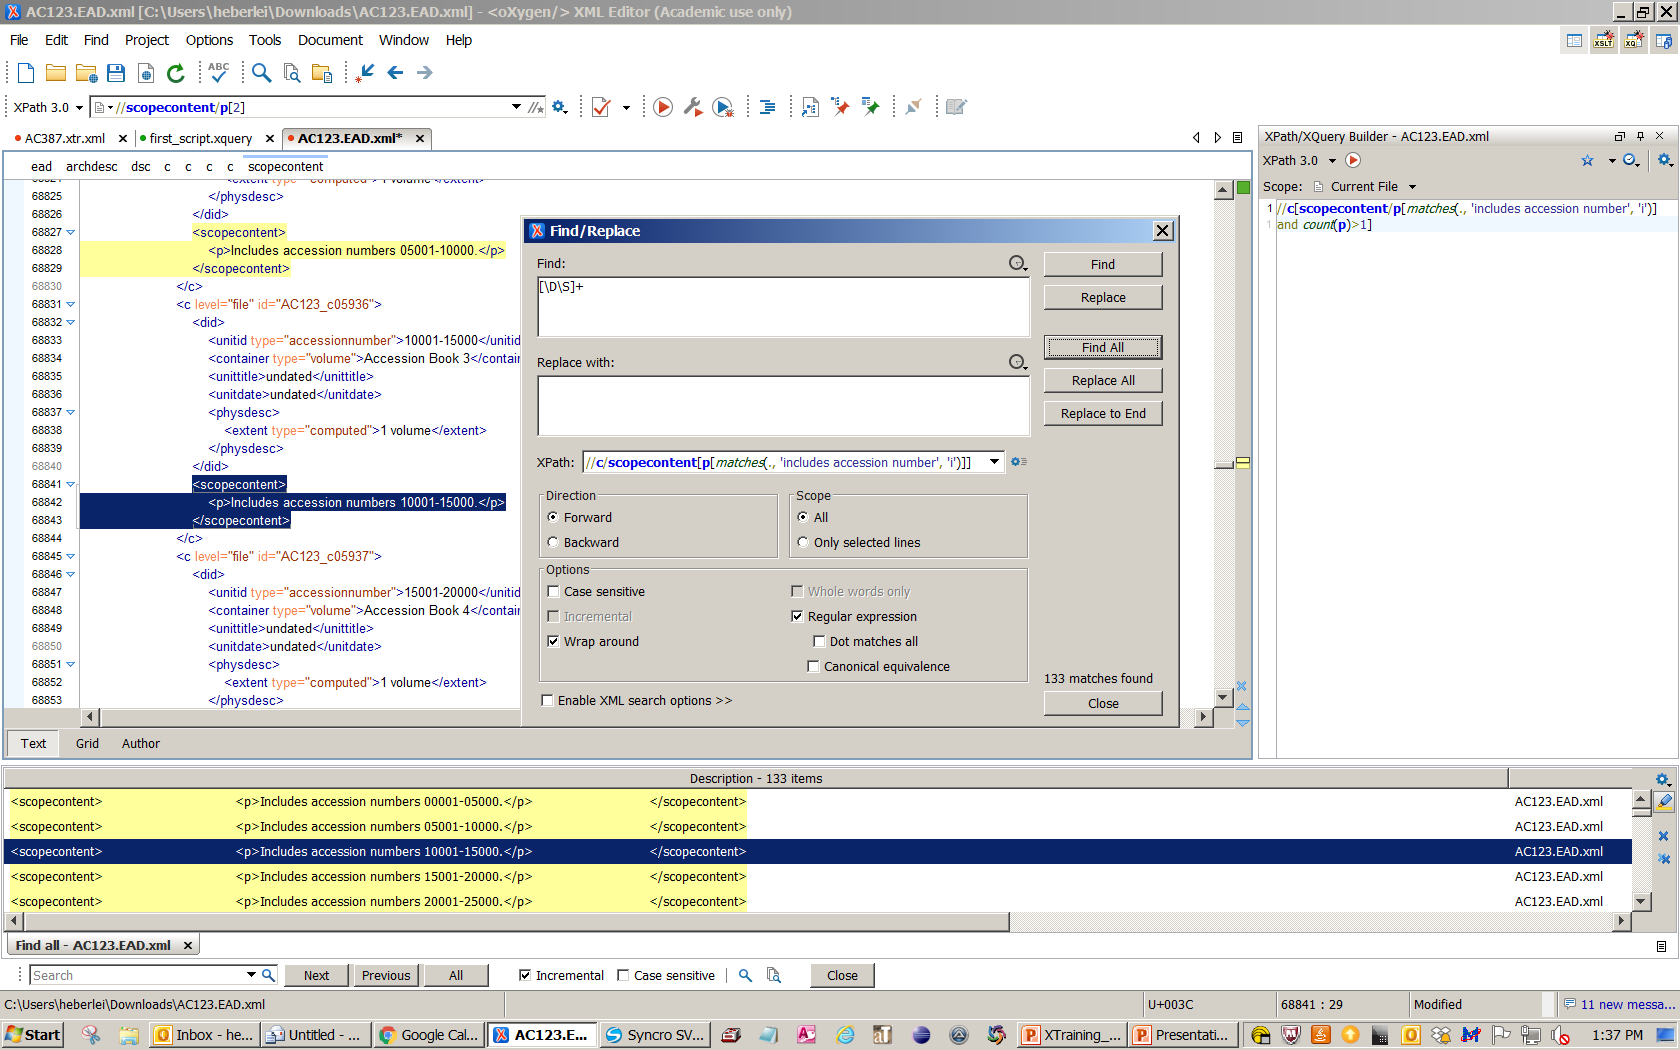 AC123.EAD.xml [C:\Users\heberlei\Downloads\AC123.EAD.xml] - <oXygen/> XML Editor (Academic use only)
File Edit Find Project Options Tools Document Window Help
XPath 3.0 //scopecontent/p[2]
AC387.xtr.xml first_script.xquery AC123.EAD.xml*
ead archdesc dsc c c c c scopecontent
68824 <extent type="computed">1 volume</extent>
68825 </physdesc>
68826 </did>
68827 <scopecontent>
68828 <p>Includes accession numbers 05001-10000.</p>
68829 </scopecontent>
68830 </c>
68831 <c level="file" id="AC123_c05936">
68832 <did>
68833 <unitid type="accessionnumber">10001-15000</unitid
68834 <container type="volume">Accession Book 3</contain
68835 <unittitle>undated</unittitle>
68836 <unitdate>undated</unitdate>
68837 <physdesc>
68838 <extent type="computed">1 volume</extent>
68839 </physdesc>
68840 </did>
68841 <scopecontent>
68842 <p>Includes accession numbers 10001-15000.</p>
68843 </scopecontent>
68844 </c>
68845 <c level="file" id="AC123_c05937">
68846 <did>
68847 <unitid type="accessionnumber">15001-20000</unitid
68848 <container type="volume">Accession Book 4</contain
68849 <unittitle>undated</unittitle>
68850 <unitdate>undated</unitdate>
68851 <physdesc>
68852 <extent type="computed">1 volume</extent>
68853 </physdesc>
Text Grid Author
Find/Replace
Find:
[\D\S]+
Replace with:
XPath: //c/scopecontent[p[matches(., 'includes accession number', 'i')]]
Direction
Forward
Backward
Scope
All
Only selected lines
Options
Case sensitive
Incremental
Wrap around
Whole words only
Regular expression
Dot matches all
Canonical equivalence
Enable XML search options >>
Find
Replace
Find All
Replace All
Replace to End
133 matches found
Close
XPath/XQuery Builder - AC123.EAD.xml
XPath 3.0
Scope: Current File
1 //c[scopecontent/p[matches(., 'includes accession number', 'i')]
1 and count(p)>1]
Description - 133 items
<scopecontent> <p>Includes accession numbers 00001-05000.</p> </scopecontent> AC123.EAD.xml
<scopecontent> <p>Includes accession numbers 05001-10000.</p> </scopecontent> AC123.EAD.xml
<scopecontent> <p>Includes accession numbers 10001-15000.</p> </scopecontent> AC123.EAD.xml
<scopecontent> <p>Includes accession numbers 15001-20000.</p> </scopecontent> AC123.EAD.xml
<scopecontent> <p>Includes accession numbers 20001-25000.</p> </scopecontent> AC123.EAD.xml
Find all - AC123.EAD.xml
Search Next Previous All Incremental Case sensitive Close
C:\Users\heberlei\Downloads\AC123.EAD.xml U+003C 68841 : 29 Modified 11 new messa...
Start Inbox - he... Untitled - ... Google Cal... AC123.E... Syncro SV... XTraining_... Presentati... 1:37 PM